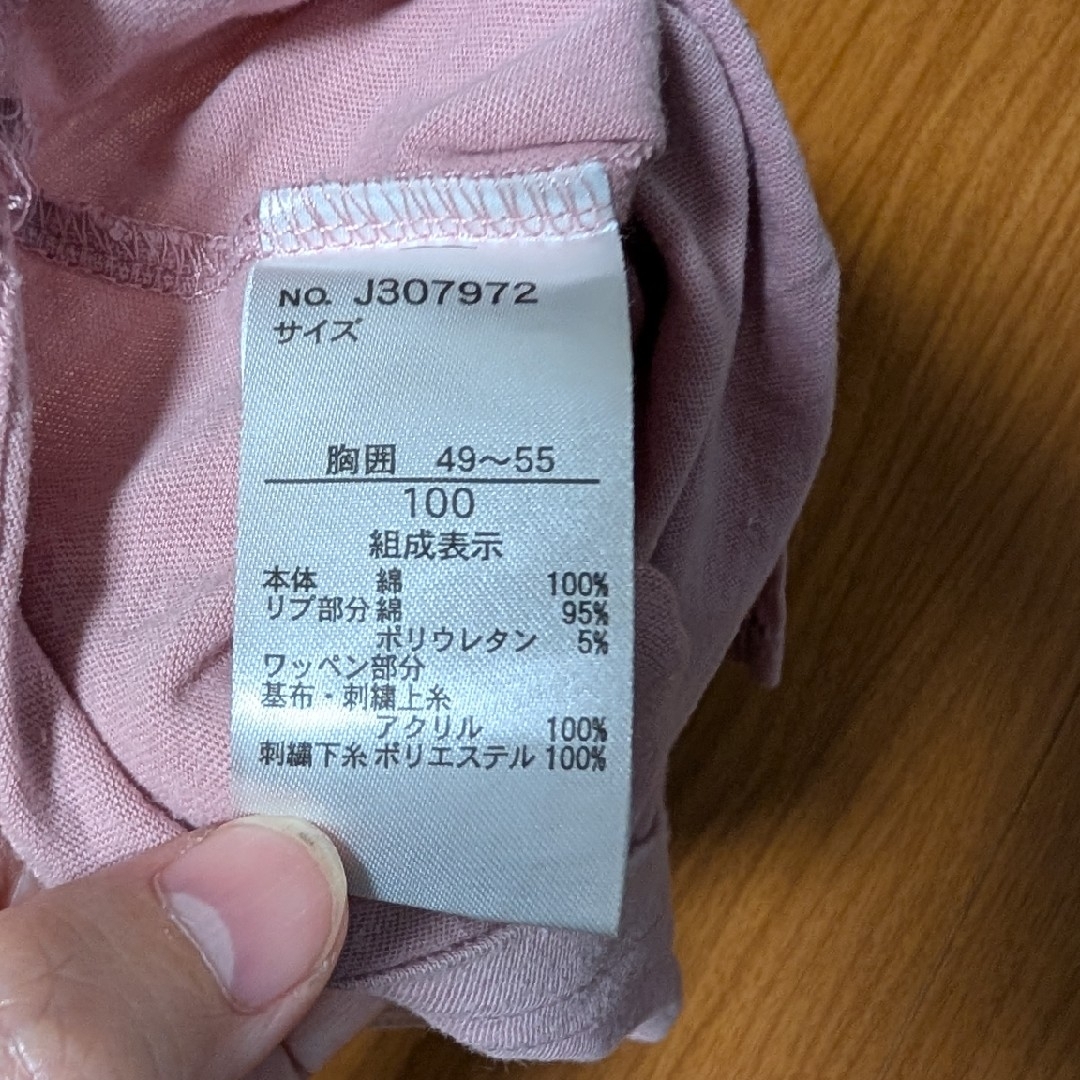 NO. J307972
サイズ
胸囲 49～55
100
組成表示
本体 綿 100%
リブ部分 綿 95%
ポリウレタン 5%
ワッペン部分
基布・刺繍上糸
アクリル 100%
刺繍下糸 ポリエステル 100%